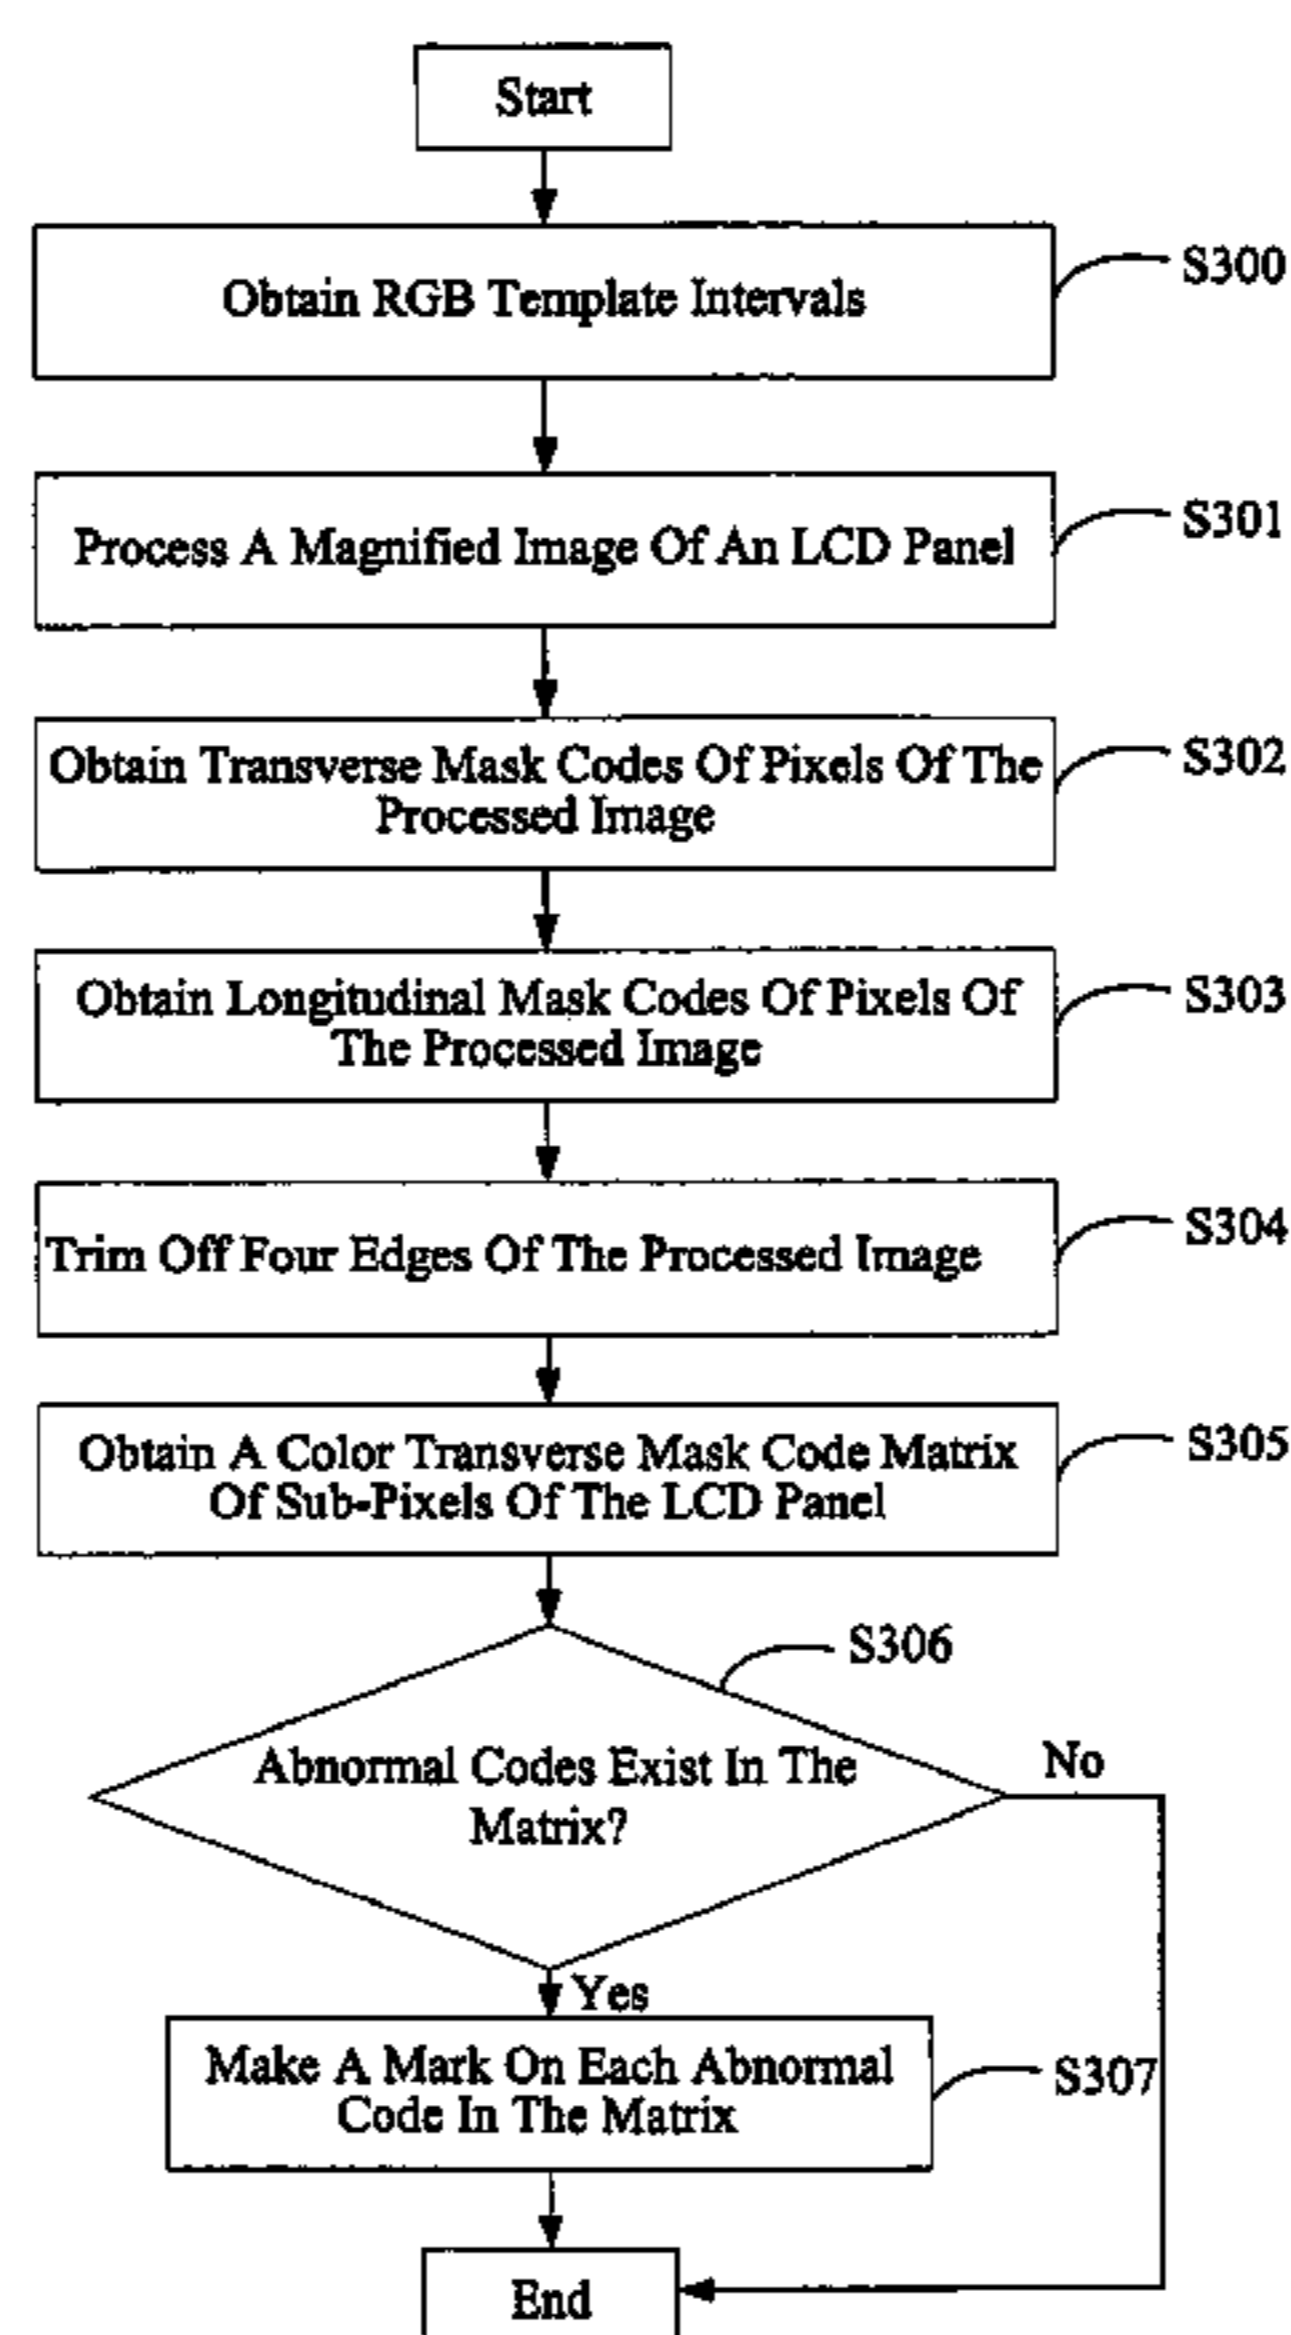 Start
Obtain RGB Template Intervals
S300
Process A Magnified Image Of An LCD Panel
S301
Obtain Transverse Mask Codes Of Pixels Of The
Processed Image
S302
Obtain Longitudinal Mask Codes Of Pixels Of
The Processed Image
S303
Trim Off Four Edges Of The Processed Image
S304
Obtain A Color Transverse Mask Code Matrix
Of Sub-Pixels Of The LCD Panel
S305
S306
Abnormal Codes Exist In The
Matrix?
No
Yes
Make A Mark On Each Abnormal
Code In The Matrix
S307
End